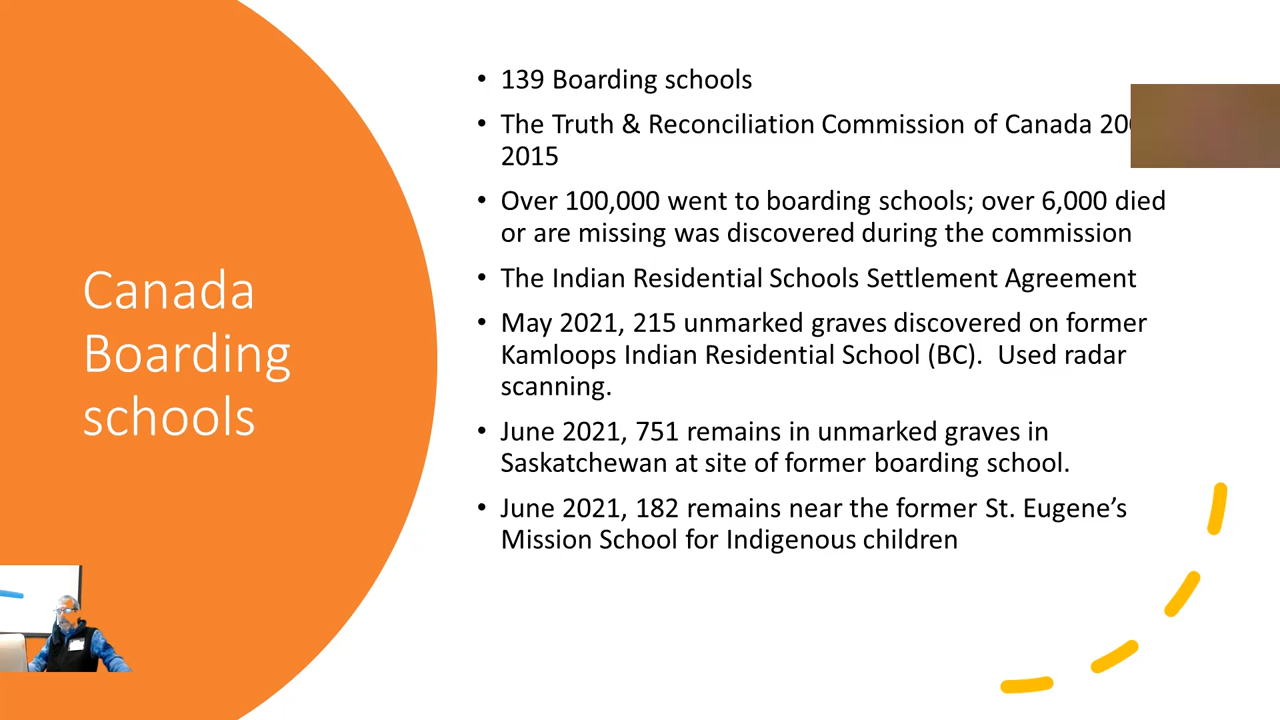 Canada
Boarding
schools
• 139 Boarding schools
• The Truth & Reconciliation Commission of Canada
2015
• Over 100,000 went to boarding schools; over 6,000 died
or are missing was discovered during the commission
• The Indian Residential Schools Settlement Agreement
• May 2021, 215 unmarked graves discovered on former
Kamloops Indian Residential School (BC).  Used radar
scanning.
• June 2021, 751 remains in unmarked graves in
Saskatchewan at site of former boarding school.
• June 2021, 182 remains near the former St. Eugene’s
Mission School for Indigenous children